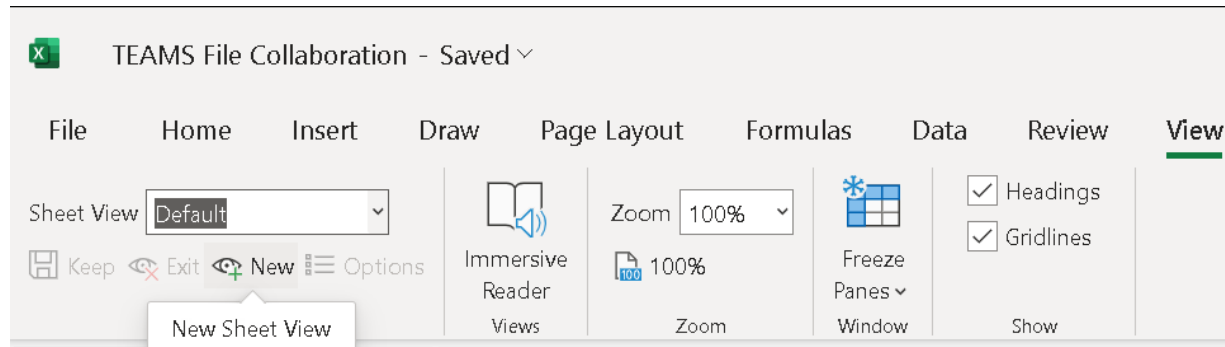 TEAMS File Collaboration - Saved
File Home Insert Draw Page Layout Formulas Data Review View
Sheet View Default
Keep Exit New Options
New Sheet View
Immersive
Reader
Views
Zoom 100%
100 100%
Zoom
Freeze
Panes
Window
Headings
Gridlines
Show